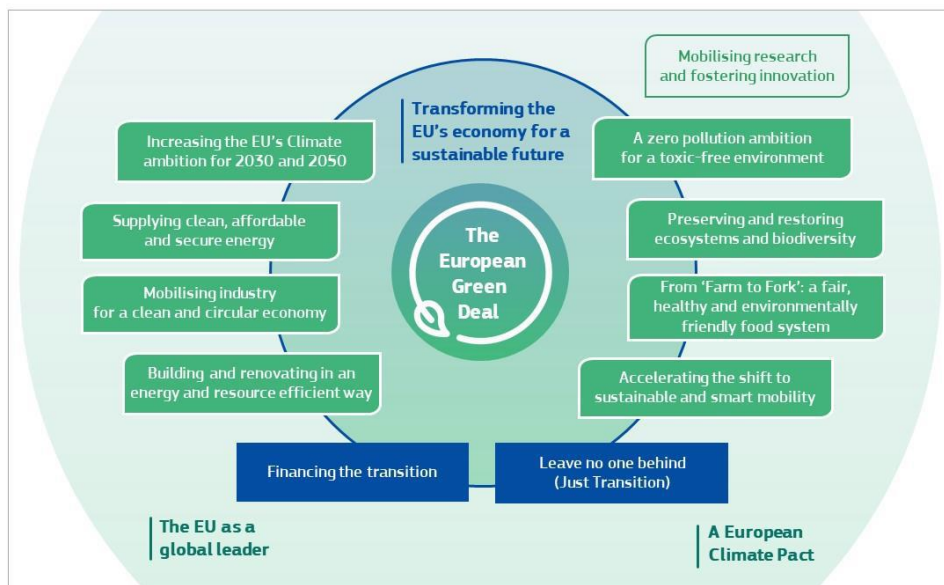 Mobilising research
and fostering innovation
Transforming the
EU's economy for a
sustainable future
Increasing the EU's Climate
ambition for 2030 and 2050
A zero pollution ambition
for a toxic-free environment
Supplying clean, affordable
and secure energy
The
European
Green
Deal
Preserving and restoring
ecosystems and biodiversity
Mobilising industry
for a clean and circular economy
From ‘Farm to Fork’: a fair,
healthy and environmentally
friendly food system
Building and renovating in an
energy and resource efficient way
Accelerating the shift to
sustainable and smart mobility
Financing the transition
Leave no one behind
(Just Transition)
The EU as a
global leader
A European
Climate Pact